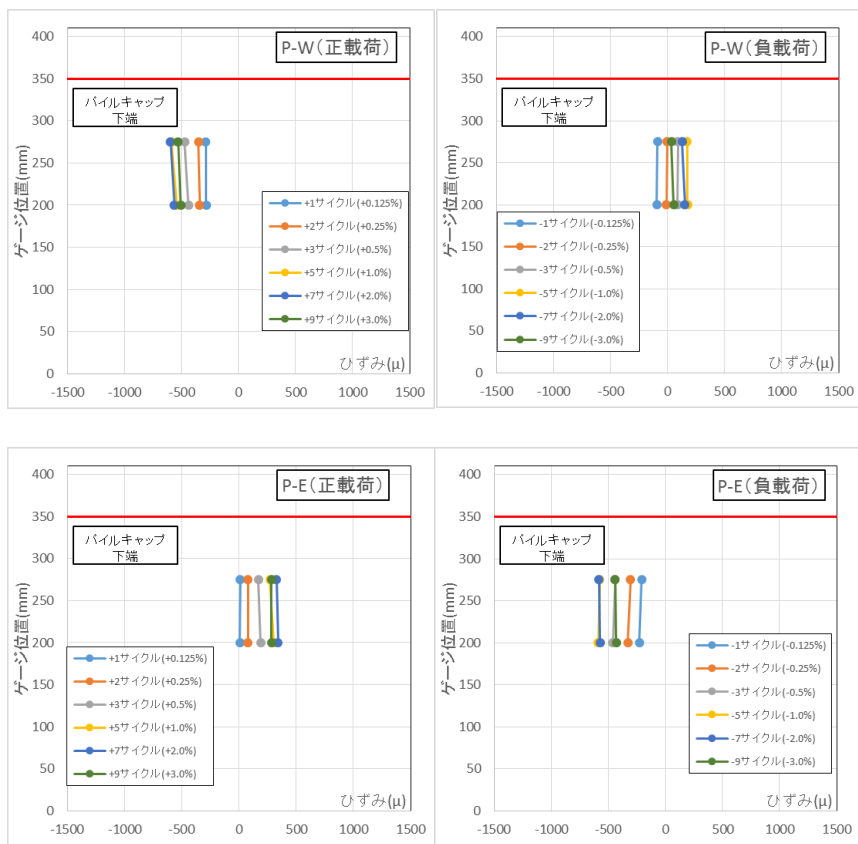 P-W(正載荷)
400
350
300
250
200
150
100
50
0
ゲージ位置(mm)
パイルキャップ
下端
+1サイクル(+0.125%)
+2サイクル(+0.25%)
+3サイクル(+0.5%)
+5サイクル(+1.0%)
+7サイクル(+2.0%)
+9サイクル(+3.0%)
ひずみ(μ)
-1500 -1000 -500 0 500 1000 1500
P-W(負載荷)
400
350
300
250
200
150
100
50
0
ゲージ位置(mm)
パイルキャップ
下端
-1サイクル(-0.125%)
-2サイクル(-0.25%)
-3サイクル(-0.5%)
-5サイクル(-1.0%)
-7サイクル(-2.0%)
-9サイクル(-3.0%)
ひずみ(μ)
-1500 -1000 -500 0 500 1000 1500
P-E(正載荷)
400
350
300
250
200
150
100
50
0
ゲージ位置(mm)
パイルキャップ
下端
+1サイクル(+0.125%)
+2サイクル(+0.25%)
+3サイクル(+0.5%)
+5サイクル(+1.0%)
+7サイクル(+2.0%)
+9サイクル(+3.0%)
ひずみ(μ)
-1500 -1000 -500 0 500 1000 1500
P-E(負載荷)
400
350
300
250
200
150
100
50
0
ゲージ位置(mm)
パイルキャップ
下端
-1サイクル(-0.125%)
-2サイクル(-0.25%)
-3サイクル(-0.5%)
-5サイクル(-1.0%)
-7サイクル(-2.0%)
-9サイクル(-3.0%)
ひずみ(μ)
-1500 -1000 -500 0 500 1000 1500